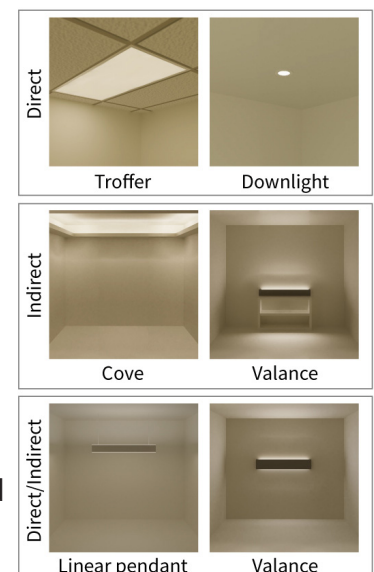 Direct
Troffer
Downlight
Indirect
Cove
Valance
Direct/Indirect
Linear pendant
Valance